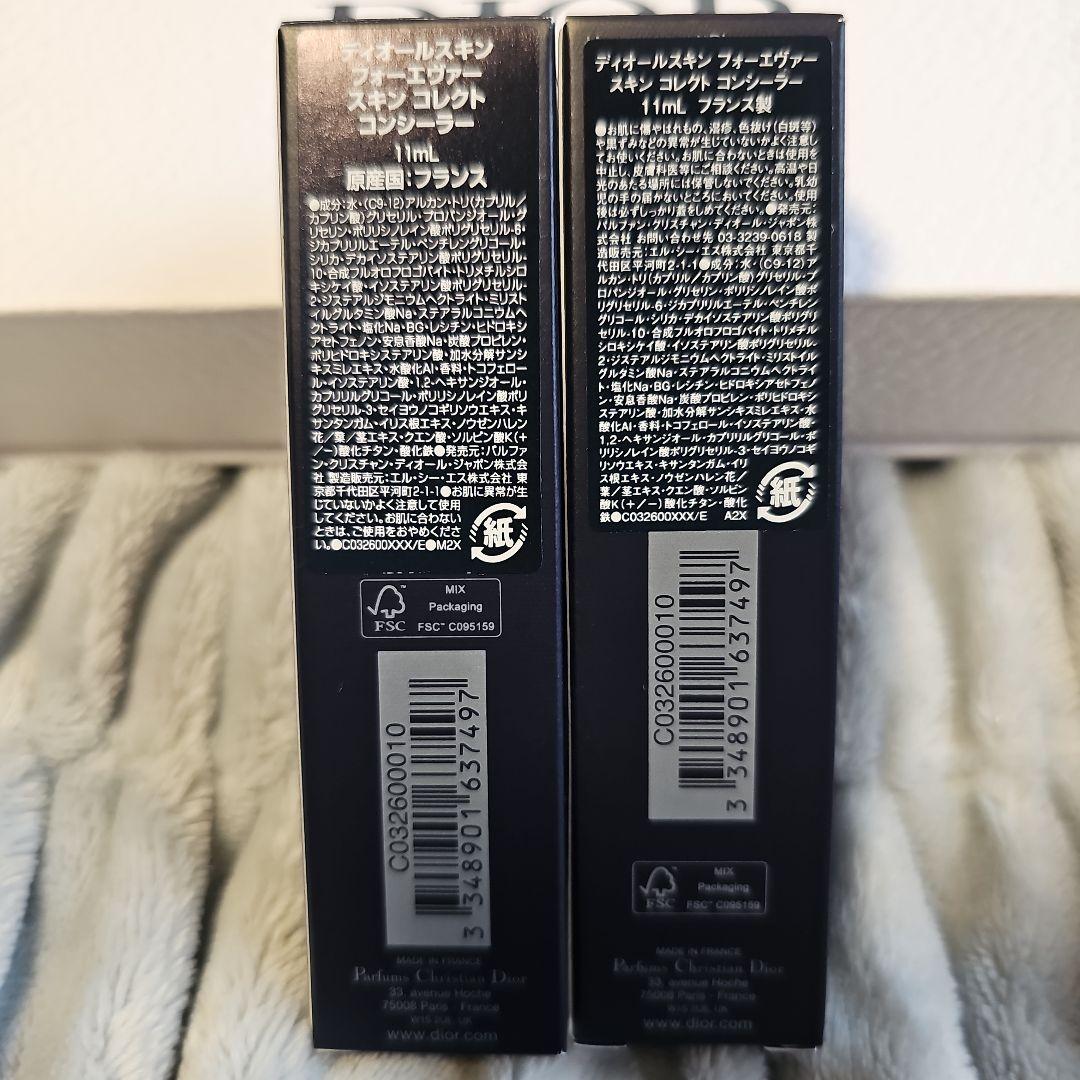 DIOR
ディオールスキン
フォーエヴァー
スキン コレクト
コンシーラー
11mL
原産国:フランス
●成分:水・(C9-12)アルカン・トリ(カプリル/
カプリン酸)グリセリル・プロパンジオール・グ
リセリン・ポリリシノレイン酸ポリグリセリル-6・
ジカプリリルエーテル・ペンチレングリコール・
シリカ・デカイソステアリン酸ポリグリセリル-
10・合成フルオロフロゴパイト・トリメチルシロ
キシケイ酸・イソステアリン酸ポリグリセリル-
2・ジステアルジモニウムヘクトライト・ミリスト
イルグルタミン酸Na・ステアラルコニウムヘ
クトライト・塩化Na・BG・レシチン・ヒドロキシ
アセトフェノン・安息香酸Na・炭酸プロピレン・
ポリヒドロキシステアリン酸・加水分解サンシ
キスミレエキス・水酸化Al・香料・トコフェロー
ル・イソステアリン酸・1,2-ヘキサンジオール・
カプリリルグリコール・ポリリシノレイン酸ポリ
グリセリル-3・セイヨウノコギリソウエキス・キ
サンタンガム・イリス根エキス・ノウゼンハレン
花/葉/茎エキス・クエン酸・ソルビン酸K(+
/-)酸化チタン・酸化鉄●発売元:パルファ
ン・クリスチャン・ディオール・ジャポン株式会
社 製造販売元:エル・シー・エス株式会社 東
京都千代田区平河町2-1-1●お肌に異常が生
じていないかよく注意して使用
してください。お肌に合わない
ときは、ご使用をおやめくださ
い。●C032600XXX/E●M2X
紙
MIX
Packaging
FSC™ C095159
FSC
C032600010
3 348901 637497
MADE IN FRANCE
Parfums Christian Dior
33, avenue Hoche
75008 Paris - France
W1S 2UE, UK
www.dior.com
ディオールスキン フォーエヴァー
スキン コレクト コンシーラー
11mL フランス製
●お肌に傷やはれもの、湿疹、色抜け(白斑等)
や黒ずみなどの異常が生じていないかよく注意し
てお使いください。お肌に合わないときは使用を
中止し、皮膚科医等にご相談ください。高温や日
光のあたる場所には保管しないでください。乳幼
児の手の届かないところにおいてください。使用
後は必ずしっかり蓋をしめてください。●発売元:
パルファン・クリスチャン・ディオール・ジャポン株
式会社 お問い合わせ先 03-3239-0618 製
造販売元:エル・シー・エス株式会社 東京都千
代田区平河町2-1-1●成分:水・(C9-12)ア
ルカン・トリ(カプリル/カプリン酸)グリセリル・プ
ロパンジオール・グリセリン・ポリリシノレイン酸ポ
リグリセリル-6・ジカプリリルエーテル・ペンチレン
グリコール・シリカ・デカイソステアリン酸ポリグリ
セリル-10・合成フルオロフロゴパイト・トリメチル
シロキシケイ酸・イソステアリン酸ポリグリセリル-
2・ジステアルジモニウムヘクトライト・ミリストイル
グルタミン酸Na・ステアラルコニウムヘクトライ
ト・塩化Na・BG・レシチン・ヒドロキシアセトフェノ
ン・安息香酸Na・炭酸プロピレン・ポリヒドロキシ
ステアリン酸・加水分解サンシキスミレエキス・水
酸化Al・香料・トコフェロール・イソステアリン酸・
1,2-ヘキサンジオール・カプリリルグリコール・ポ
リリシノレイン酸ポリグリセリル-3・セイヨウノコギ
リソウエキス・キサンタンガム・イリ
ス根エキス・ノウゼンハレン花/
葉/茎エキス・クエン酸・ソルビン
酸K(+/-)酸化チタン・酸化
鉄●C032600XXX/E A2X
紙
C032600010
3 348901 637497
MIX
Packaging
FSC™ C095159
FSC
MADE IN FRANCE
Parfums Christian Dior
33, avenue Hoche
75008 Paris - France
W1S 2UE, UK
www.dior.com